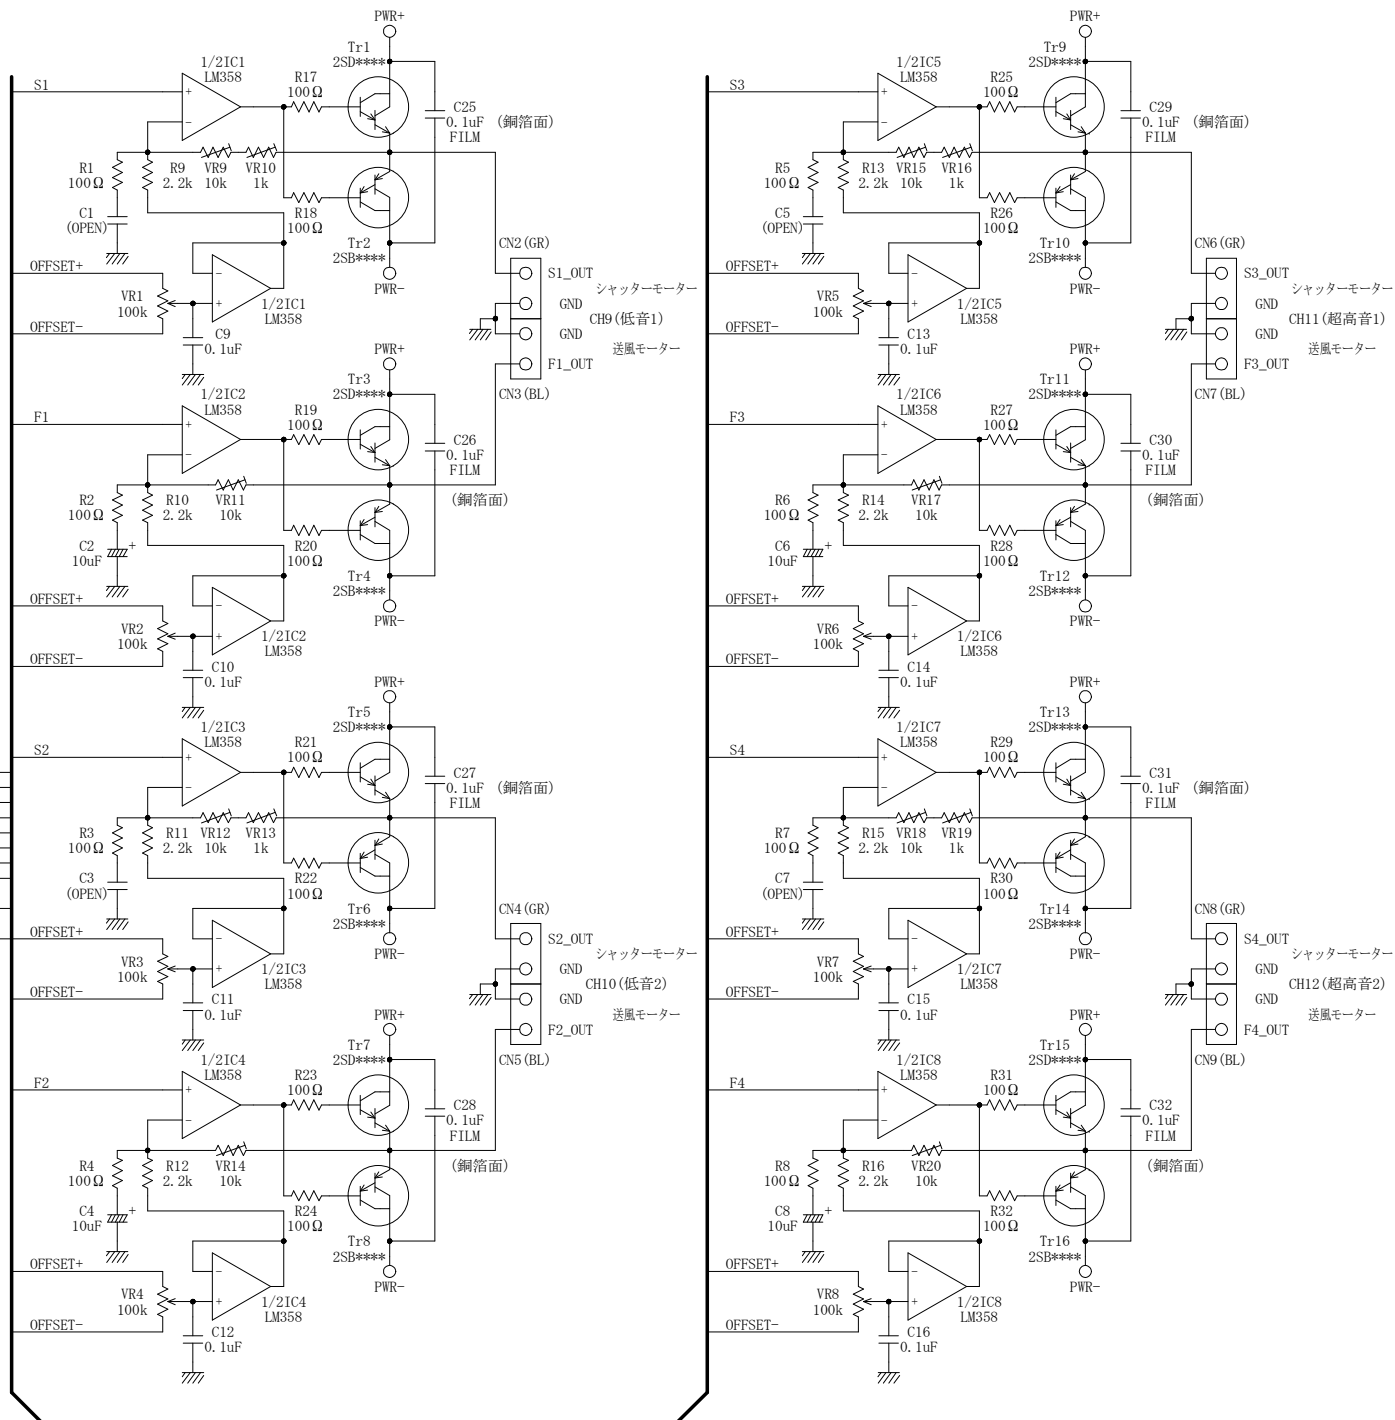 PWR+
Tr1
2SD****
1/2IC1
LM358
S1
R17
100Ω
C25
0.1uF
FILM
(銅箔面)
R1
100Ω
R9
2.2k
VR9
10k
VR10
1k
C1
(OPEN)
R18
100Ω
Tr2
2SB****
PWR-
OFFSET+
VR1
100k
OFFSET-
1/2IC1
LM358
C9
0.1uF
CN2(GR)
S1_OUT
シャッターモーター
GND
CH9(低音1)
GND
送風モーター
F1_OUT
CN3(BL)
PWR+
Tr3
2SD****
1/2IC2
LM358
F1
R19
100Ω
C26
0.1uF
FILM
(銅箔面)
R2
100Ω
R10
2.2k
VR11
10k
C2
10uF
+
R20
100Ω
Tr4
2SB****
PWR-
OFFSET+
VR2
100k
OFFSET-
1/2IC2
LM358
C10
0.1uF
PWR+
Tr5
2SD****
1/2IC3
LM358
S2
R21
100Ω
C27
0.1uF
FILM
(銅箔面)
R3
100Ω
R11
2.2k
VR12
10k
VR13
1k
C3
(OPEN)
R22
100Ω
Tr6
2SB****
PWR-
OFFSET+
VR3
100k
OFFSET-
1/2IC3
LM358
C11
0.1uF
CN4(GR)
S2_OUT
シャッターモーター
GND
CH10(低音2)
GND
送風モーター
F2_OUT
CN5(BL)
PWR+
Tr7
2SD****
1/2IC4
LM358
F2
R23
100Ω
C28
0.1uF
FILM
(銅箔面)
R4
100Ω
R12
2.2k
VR14
10k
C4
10uF
+
R24
100Ω
Tr8
2SB****
PWR-
OFFSET+
VR4
100k
OFFSET-
1/2IC4
LM358
C12
0.1uF
PWR+
Tr9
2SD****
1/2IC5
LM358
S3
R25
100Ω
C29
0.1uF
FILM
(銅箔面)
R5
100Ω
R13
2.2k
VR15
10k
VR16
1k
C5
(OPEN)
R26
100Ω
Tr10
2SB****
PWR-
OFFSET+
VR5
100k
OFFSET-
1/2IC5
LM358
C13
0.1uF
CN6(GR)
S3_OUT
シャッターモーター
GND
CH11(超高音1)
GND
送風モーター
F3_OUT
CN7(BL)
PWR+
Tr11
2SD****
1/2IC6
LM358
F3
R27
100Ω
C30
0.1uF
FILM
(銅箔面)
R6
100Ω
R14
2.2k
VR17
10k
C6
10uF
+
R28
100Ω
Tr12
2SB****
PWR-
OFFSET+
VR6
100k
OFFSET-
1/2IC6
LM358
C14
0.1uF
PWR+
Tr13
2SD****
1/2IC7
LM358
S4
R29
100Ω
C31
0.1uF
FILM
(銅箔面)
R7
100Ω
R15
2.2k
VR18
10k
VR19
1k
C7
(OPEN)
R30
100Ω
Tr14
2SB****
PWR-
OFFSET+
VR7
100k
OFFSET-
1/2IC7
LM358
C15
0.1uF
CN8(GR)
S4_OUT
シャッターモーター
GND
CH12(超高音2)
GND
送風モーター
F4_OUT
CN9(BL)
PWR+
Tr15
2SD****
1/2IC8
LM358
F4
R31
100Ω
C32
0.1uF
FILM
(銅箔面)
R8
100Ω
R16
2.2k
VR20
10k
C8
10uF
+
R32
100Ω
Tr16
2SB****
PWR-
OFFSET+
VR8
100k
OFFSET-
1/2IC8
LM358
C16
0.1uF